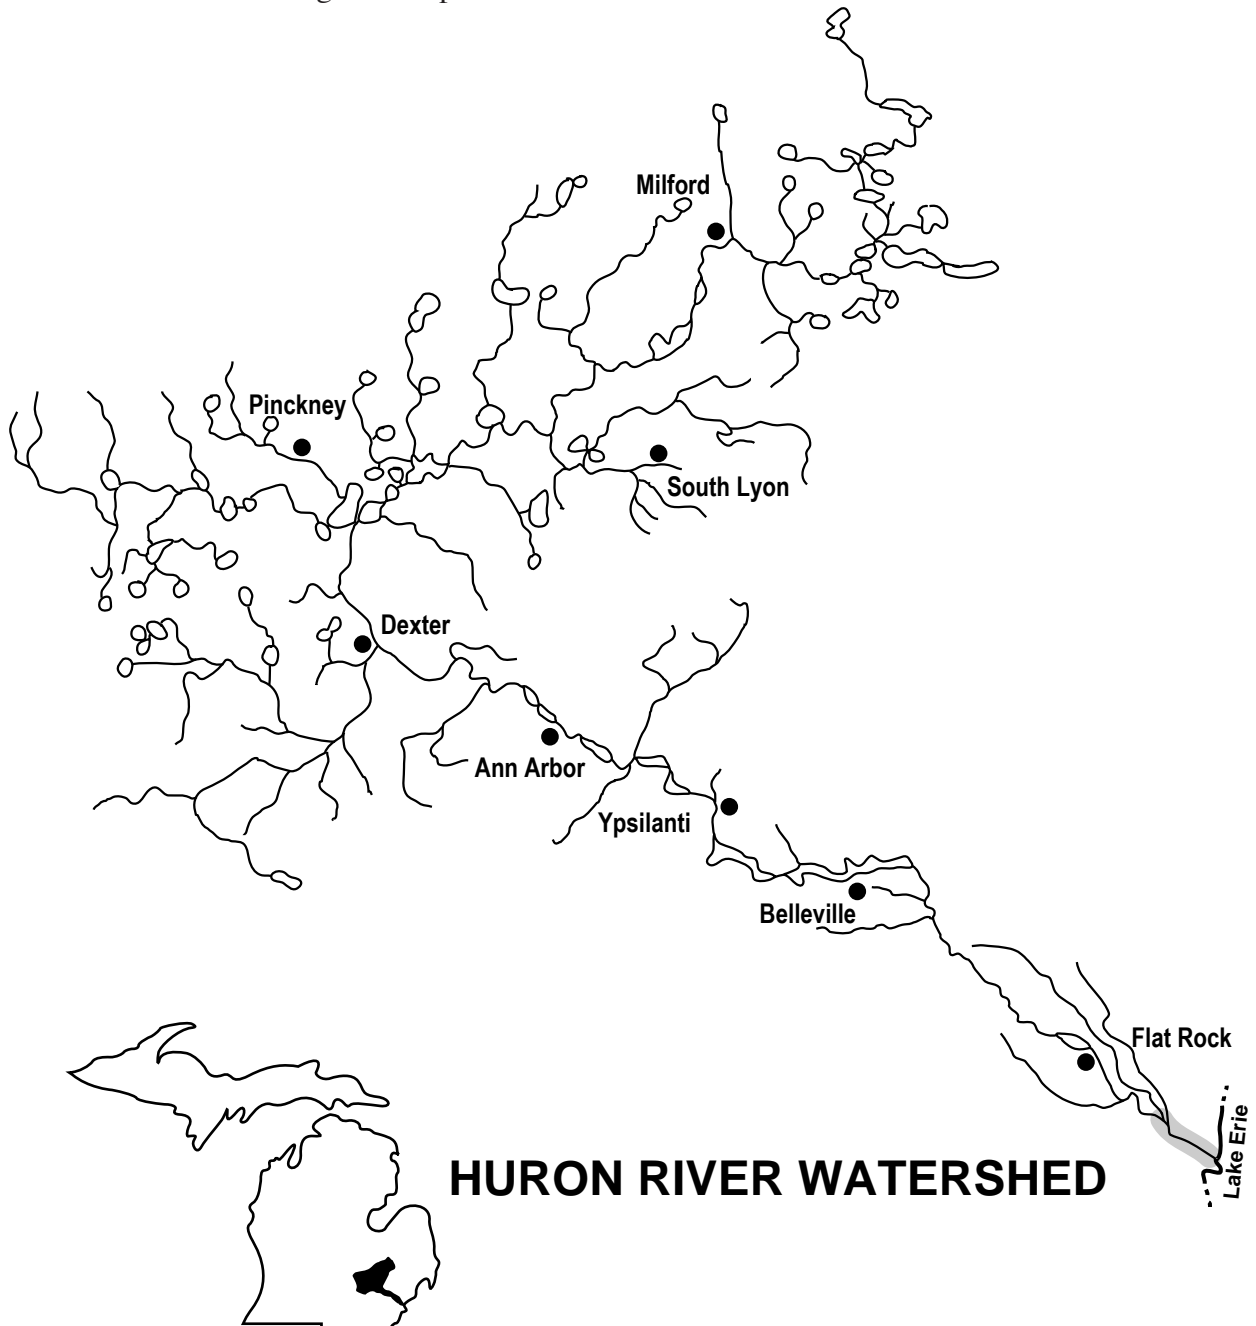 Milford
Pinckney
South Lyon
Dexter
Ann Arbor
Ypsilanti
Belleville
Flat Rock
Lake Erie
HURON RIVER WATERSHED